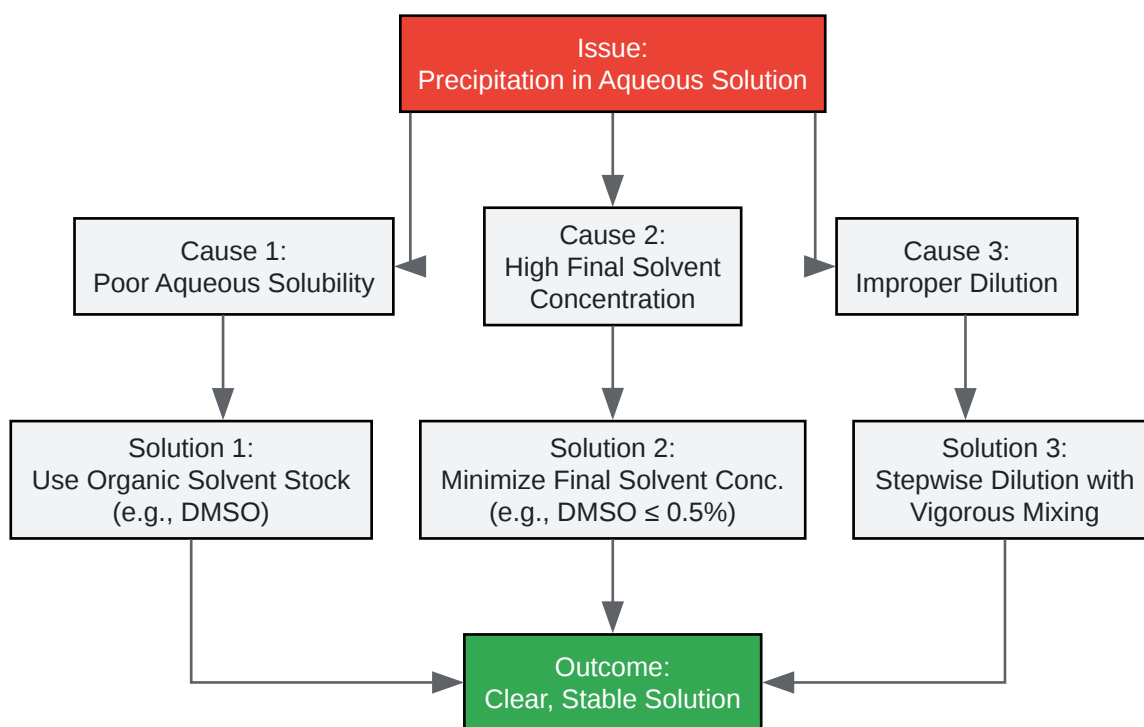 Issue:
Precipitation in Aqueous Solution
Cause 1:
Poor Aqueous Solubility
Cause 2:
High Final Solvent
Concentration
Cause 3:
Improper Dilution
Solution 1:
Use Organic Solvent Stock
(e.g., DMSO)
Solution 2:
Minimize Final Solvent Conc.
(e.g., DMSO ≤ 0.5%)
Solution 3:
Stepwise Dilution with
Vigorous Mixing
Outcome:
Clear, Stable Solution